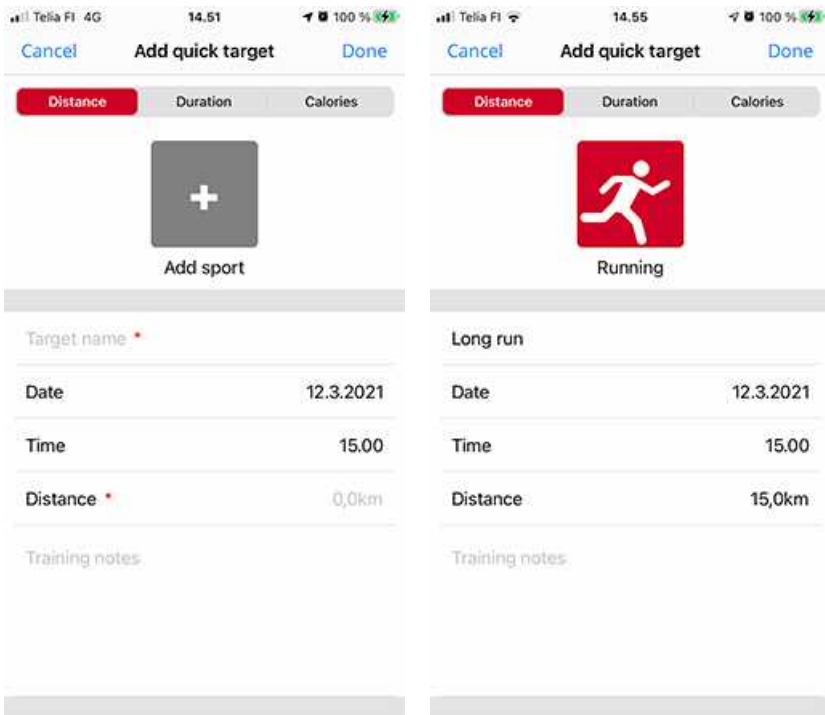 Telia FI 4G 14.51 100 %
Cancel Add quick target Done
Distance Duration Calories
+
Add sport
Target name *
Date 12.3.2021
Time 15.00
Distance * 0,0km
Training notes
Telia FI 14.55 100 %
Cancel Add quick target Done
Distance Duration Calories
Running
Long run
Date 12.3.2021
Time 15.00
Distance 15,0km
Training notes